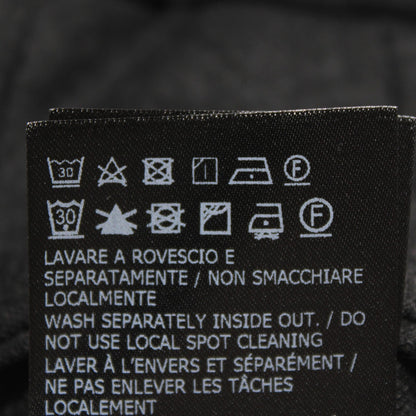 30 F
30 F
LAVARE A ROVESCIO E
SEPARATAMENTE / NON SMACCHIARE
LOCALMENTE
WASH SEPARATELY INSIDE OUT. / DO
NOT USE LOCAL SPOT CLEANING
LAVER À L'ENVERS ET SÉPARÉMENT /
NE PAS ENLEVER LES TÂCHES
LOCALEMENT